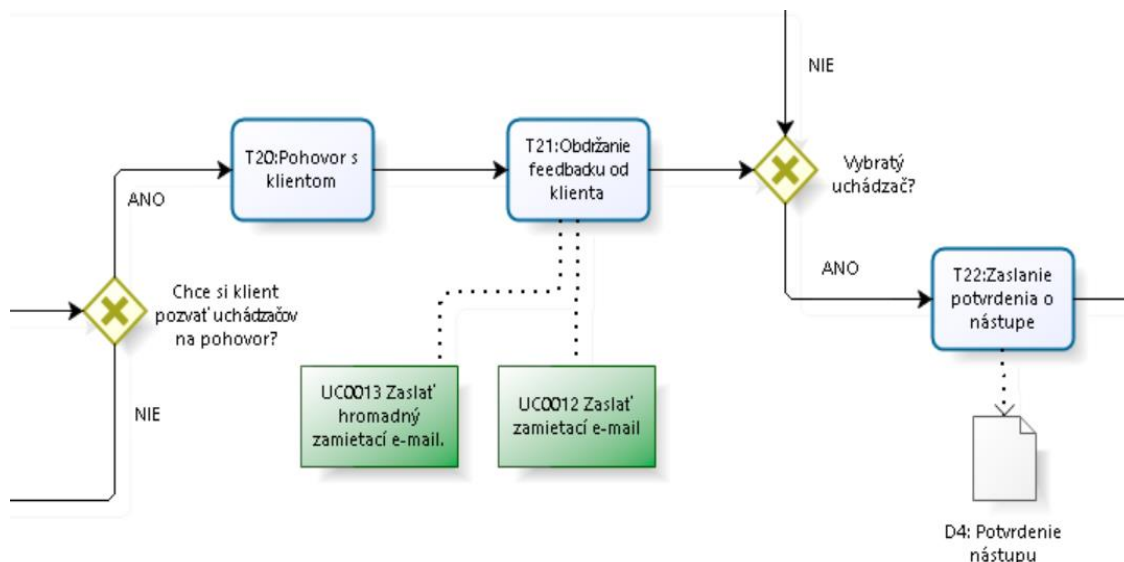 NIE
T20:Pohovor s
klientom
T21:Obdržanie
feedbacku od
klienta
Vybratý
uchádzač?
ANO
ANO
T22:Zaslanie
potvrdenia o
nástupe
Chce si klient
pozvať uchádzačov
na pohovor?
NIE
UC0013 Zaslať
hromadný
zamietací e-mail.
UC0012 Zaslať
zamietací e-mail
D4: Potvrdenie
nástupu